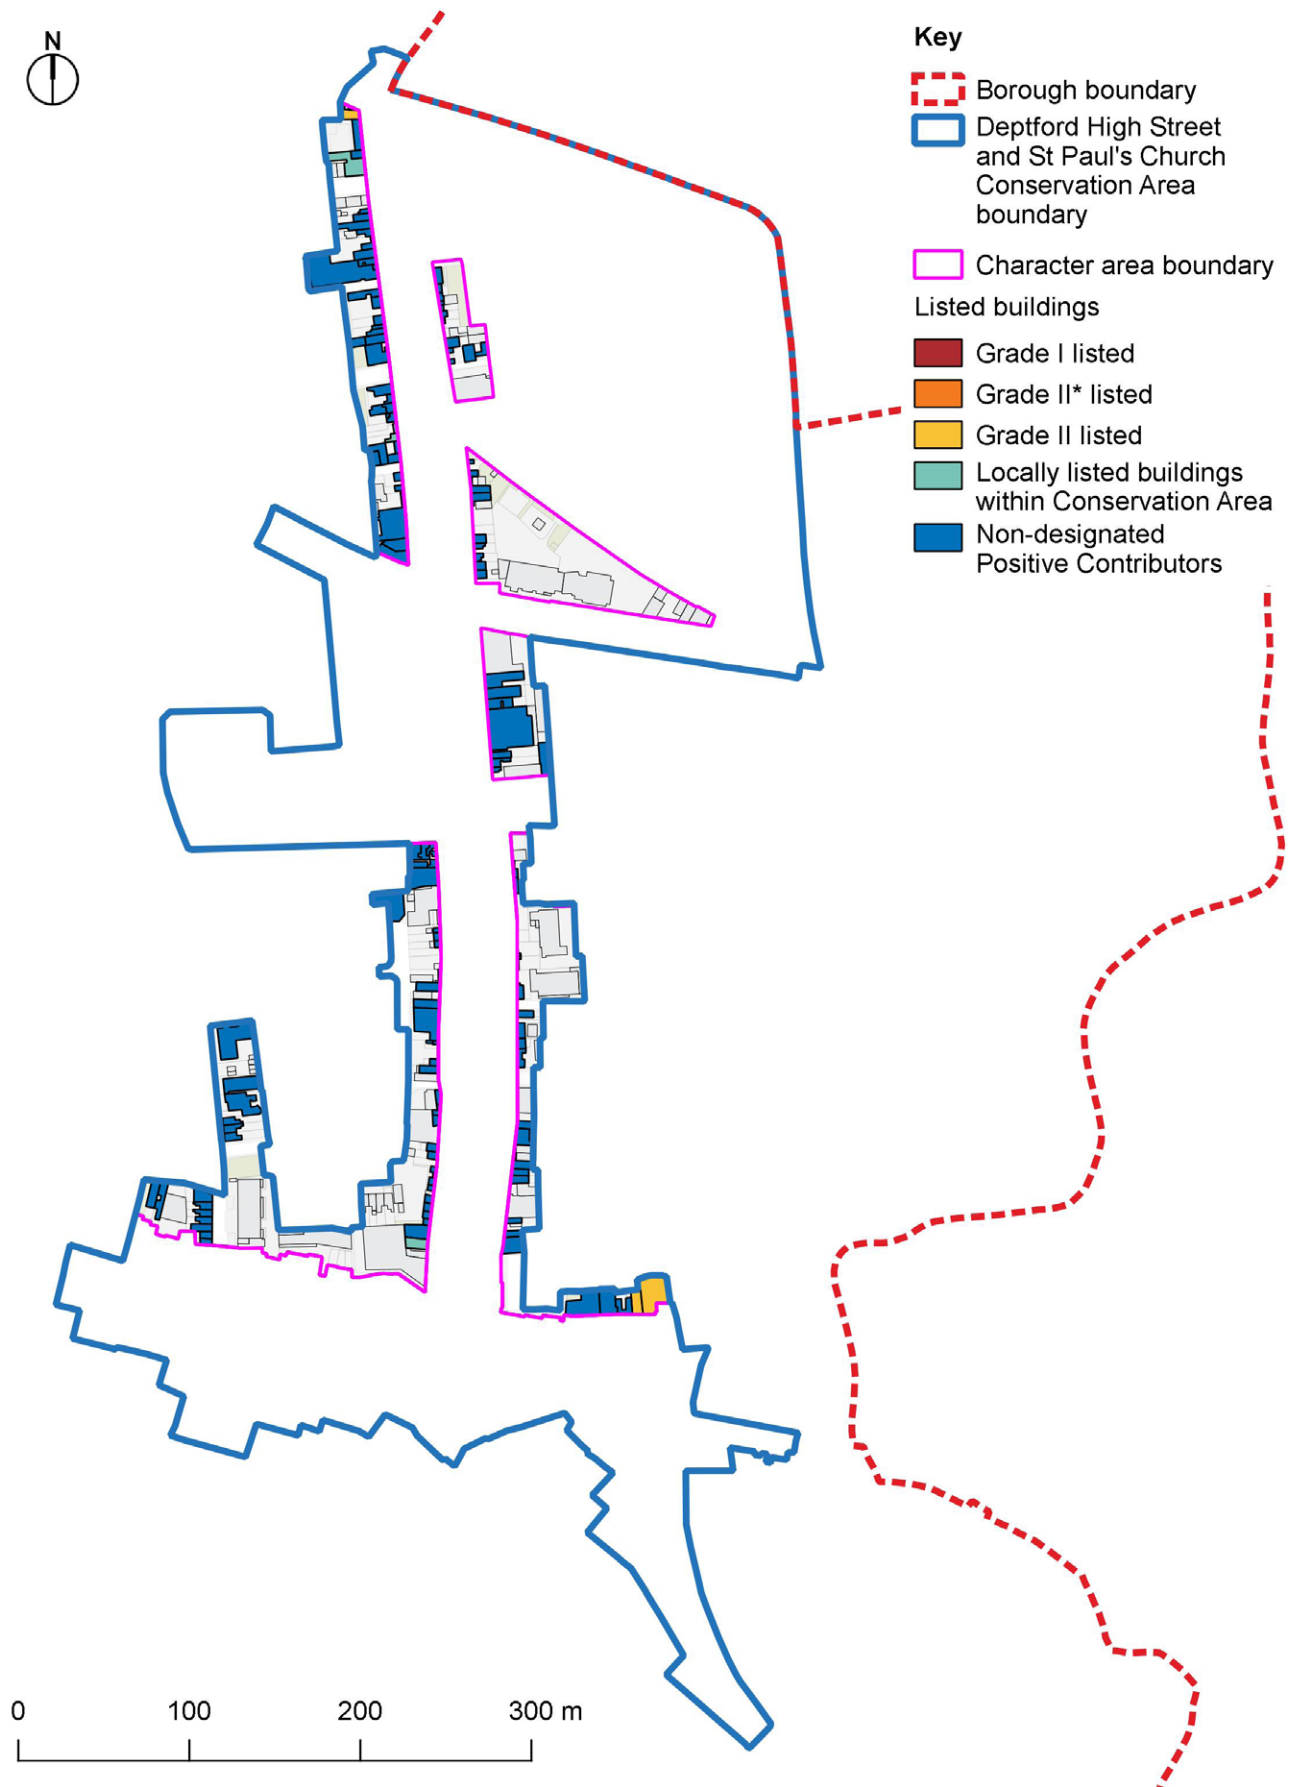 N
Key
Borough boundary
Deptford High Street
and St Paul's Church
Conservation Area
boundary
Character area boundary
Listed buildings
Grade I listed
Grade II* listed
Grade II listed
Locally listed buildings
within Conservation Area
Non-designated
Positive Contributors
0 100 200 300 m